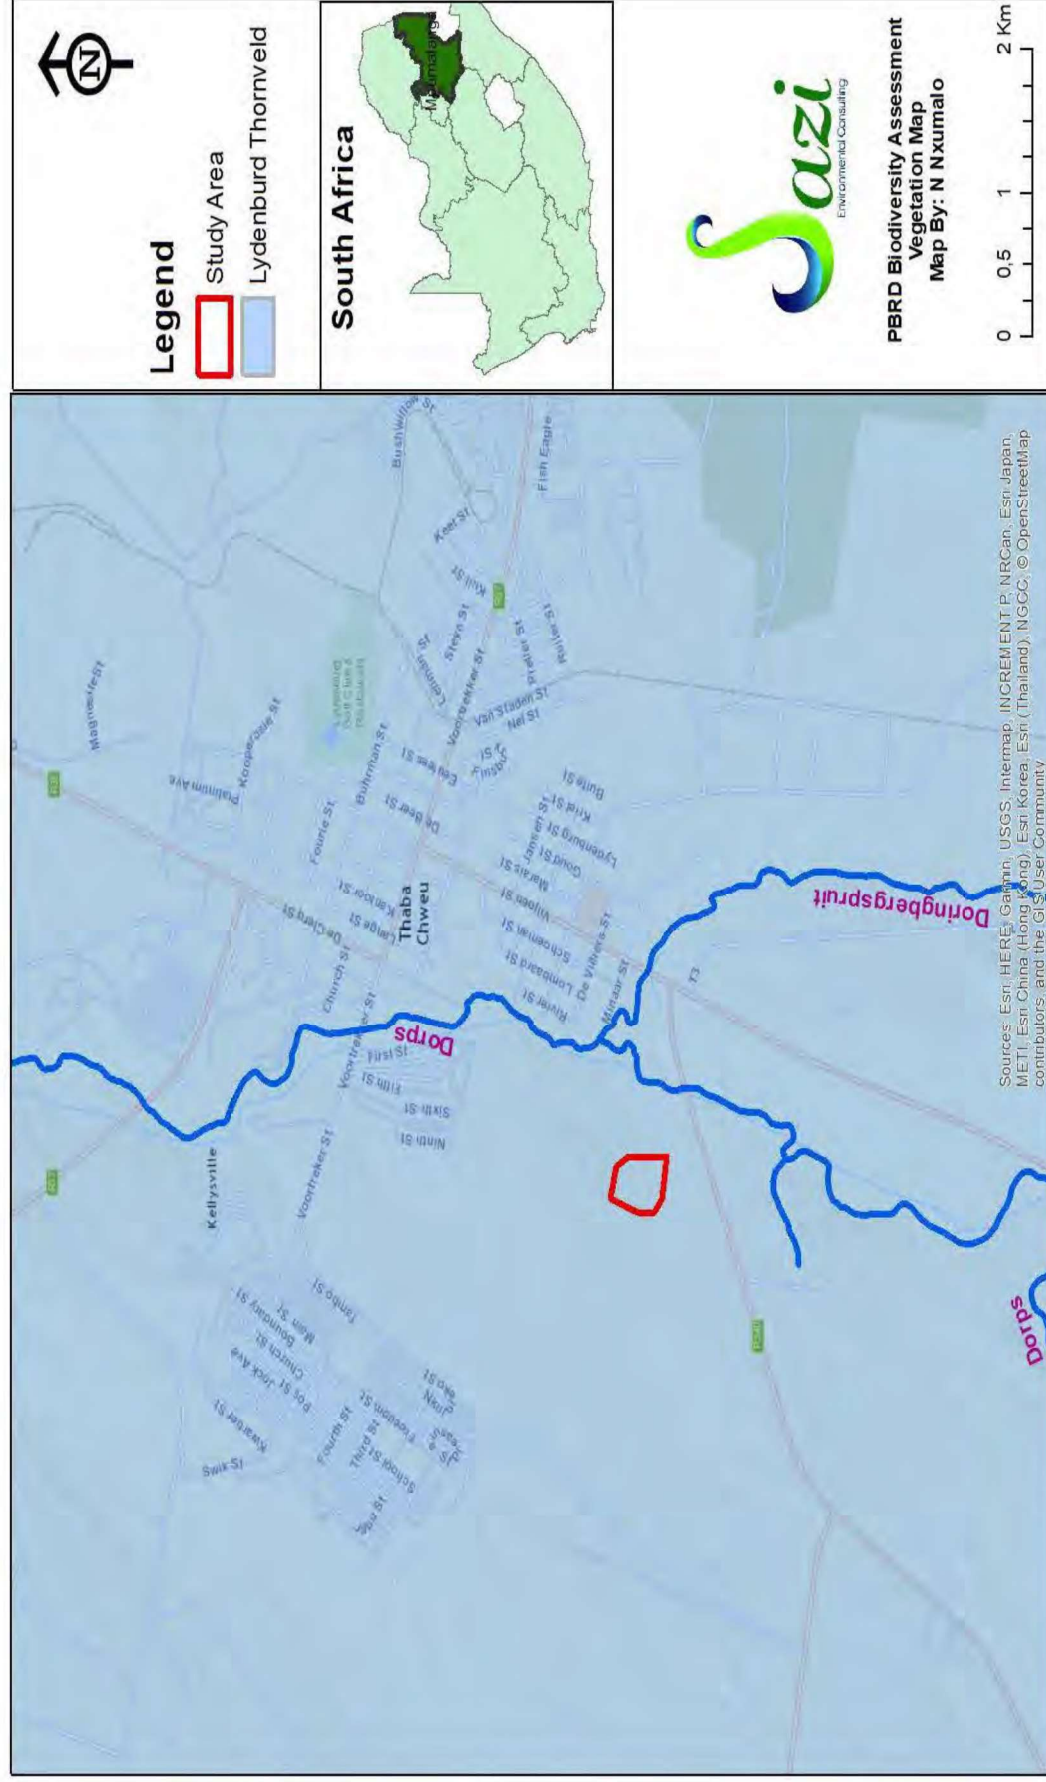 N
Legend
Study Area
Lydenburd Thornveld
South Africa
Mpumalanga
Sazi
Environmental Consulting
PBRD Biodiversity Assessment
Vegetation Map
Map By: N Nxumalo
0 0,5 1 2 Km
Magnesite St
Platinum Ave
Kooperasie St
Bushwillow St
Fourie St
Buhrman St
Lenman St
Keet St
Kuil St
Steyn St
Voortrekker St
Fish Eagle
De Beer St
Van Staden St
Nel St
Potgieter St
Kantoor St
Lange St
De Clerq St
Church St
Thaba
Chweu
Kellysville
Voortrekker St
Voortrekker St
First St
Fifth St
Sixth St
Ninth St
Dorps
Viljoen St
Marais St
Jansen St
Goud St
Lydenburg St
Kriel St
Bulte St
Schoeman St
Lombaard St
Rivier St
De Villiers St
Minaar St
Doringbergspruit
Tambo St
Boundary St
Main St
Church St
Pos St
Jock Ave
Kwartier St
Swik St
Fourth St
Third St
Freedom St
School St
Dorps
Sources: Esri, HERE, Garmin, USGS, Intermap, INCREMENT P, NRCan, Esri Japan,
METI, Esri China (Hong Kong), Esri Korea, Esri (Thailand), NGCC, © OpenStreetMap
contributors, and the GIS User Community